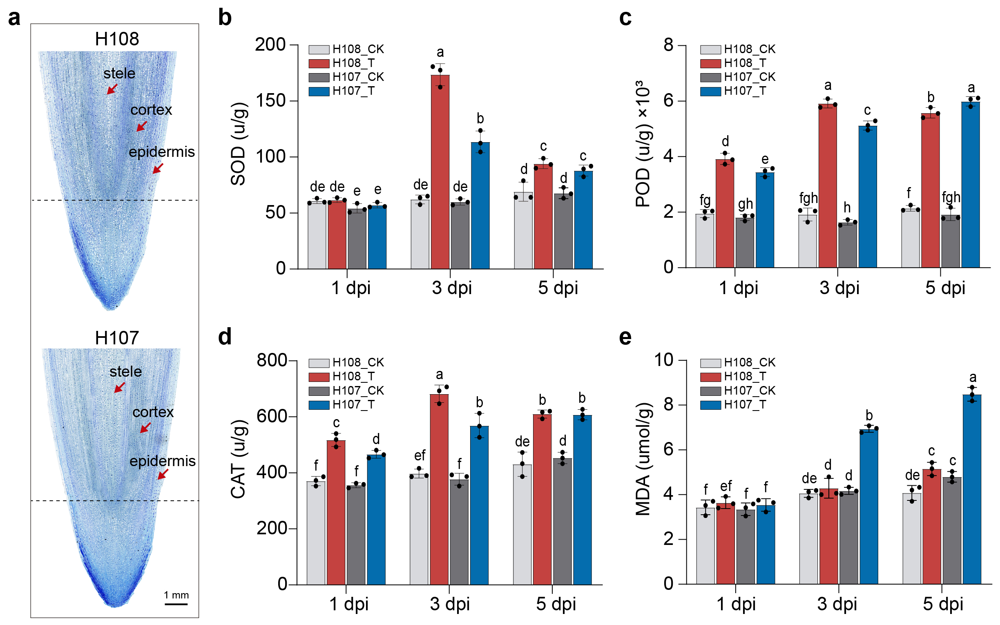 a
H108
stele
cortex
epidermis
H107
stele
cortex
epidermis
1 mm
b
SOD (u/g)
200
150
100
50
0
H108_CK
H108_T
H107_CK
H107_T
de de e e
de a de b
d c d c
1 dpi 3 dpi 5 dpi
c
POD (u/g) ×10³
8
6
4
2
0
H108_CK
H108_T
H107_CK
H107_T
fg d gh e
fgh a h c
f b fgh a
1 dpi 3 dpi 5 dpi
d
CAT (u/g)
800
600
400
200
0
H108_CK
H108_T
H107_CK
H107_T
f c f d
ef a f b
de b d b
1 dpi 3 dpi 5 dpi
e
MDA (umol/g)
10
8
6
4
2
0
H108_CK
H108_T
H107_CK
H107_T
f ef f f
de d d b
de c c a
1 dpi 3 dpi 5 dpi